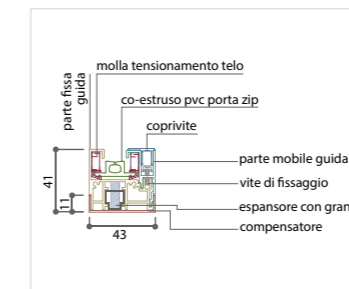 molla tensionamento telo
parte fissa
guida
co-estruso pvc porta zip
coprivite
parte mobile guida
vite di fissaggio
espansore con gran
compensatore
41
11
43